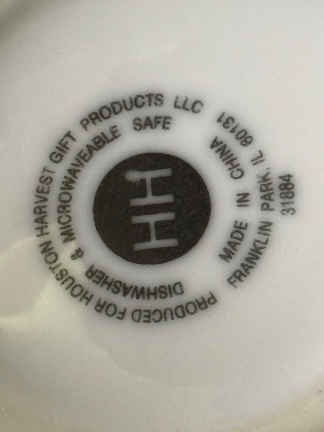 PRODUCED FOR HOUSTON HARVEST GIFT PRODUCTS LLC
FRANKLIN PARK, IL 60131
DISHWASHER & MICROWAVEABLE SAFE
MADE IN CHINA
31884
HH